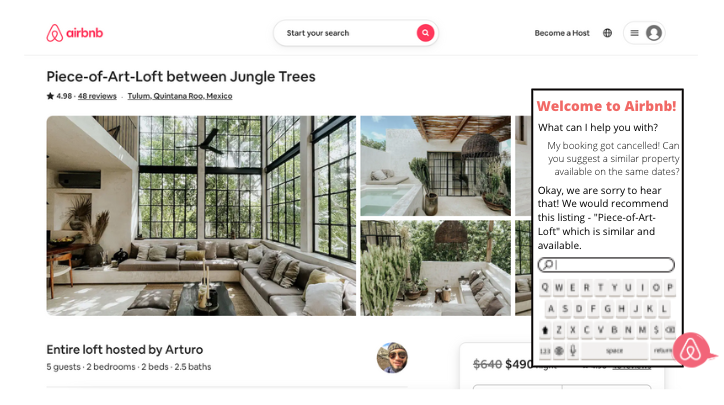 airbnb
Start your search
Become a Host
Piece-of-Art-Loft between Jungle Trees
★ 4.98 · 48 reviews . Tulum, Quintana Roo, Mexico
Welcome to Airbnb!
What can I help you with?
My booking got cancelled! Can
you suggest a similar property
available on the same dates?
Okay, we are sorry to hear
that! We would recommend
this listing - "Piece-of-Art-
Loft" which is similar and
available.
Q W E R T Y U I O P
A S D F G H J K L
Z X C V B N M $
123 space return
Entire loft hosted by Arturo
5 guests · 2 bedrooms · 2 beds · 2.5 baths
$640 $490